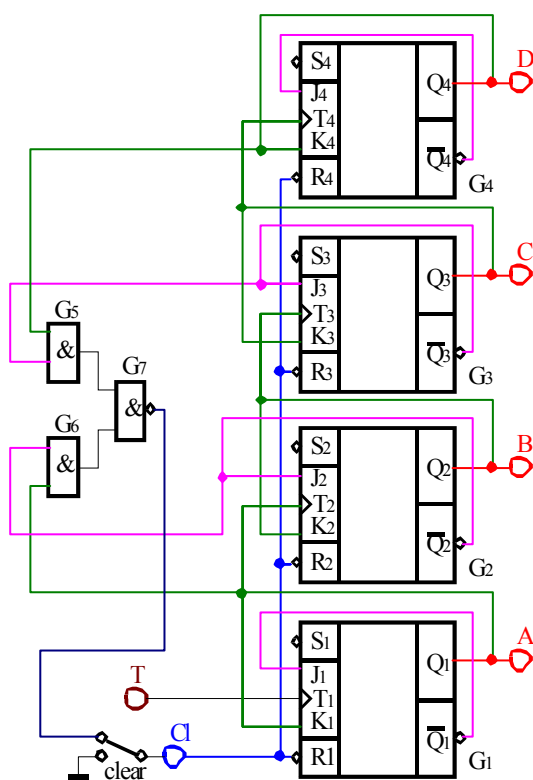 D
S4
J4
T4
K4
R4
Q4
Q4
G4
C
S3
J3
T3
K3
R3
Q3
Q3
G3
G5
&
G7
&
G6
&
B
S2
J2
T2
K2
R2
Q2
Q2
G2
A
S1
J1
T1
K1
R1
Q1
Q1
G1
T
Cl
clear